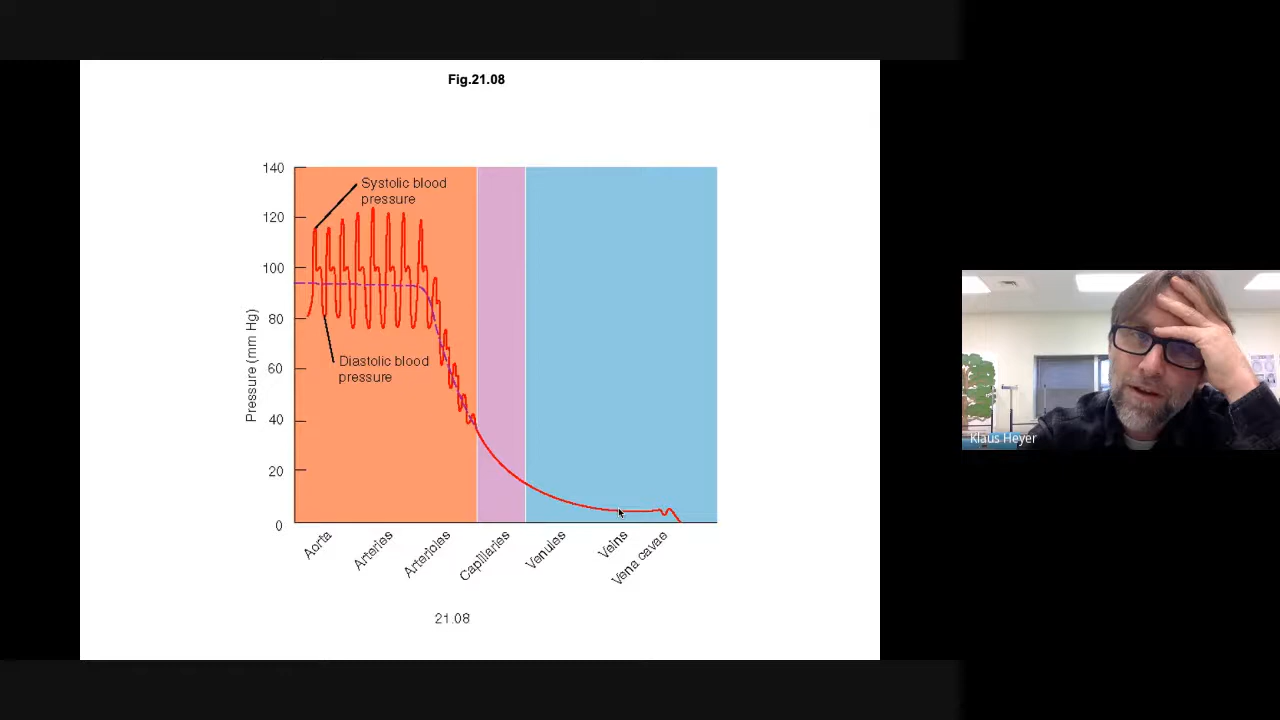 Fig.21.08
140
120
100
80
60
40
20
0
Pressure (mm Hg)
Systolic blood
pressure
Diastolic blood
pressure
Aorta
Arteries
Arterioles
Capillaries
Venules
Veins
Vena cavae
21.08
Klaus Heyer